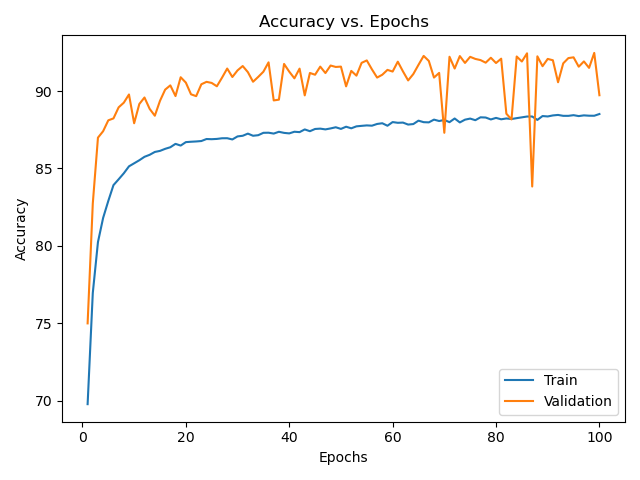 Accuracy vs. Epochs
90
85
80
75
70
Accuracy
0 20 40 60 80 100
Epochs
Train
Validation